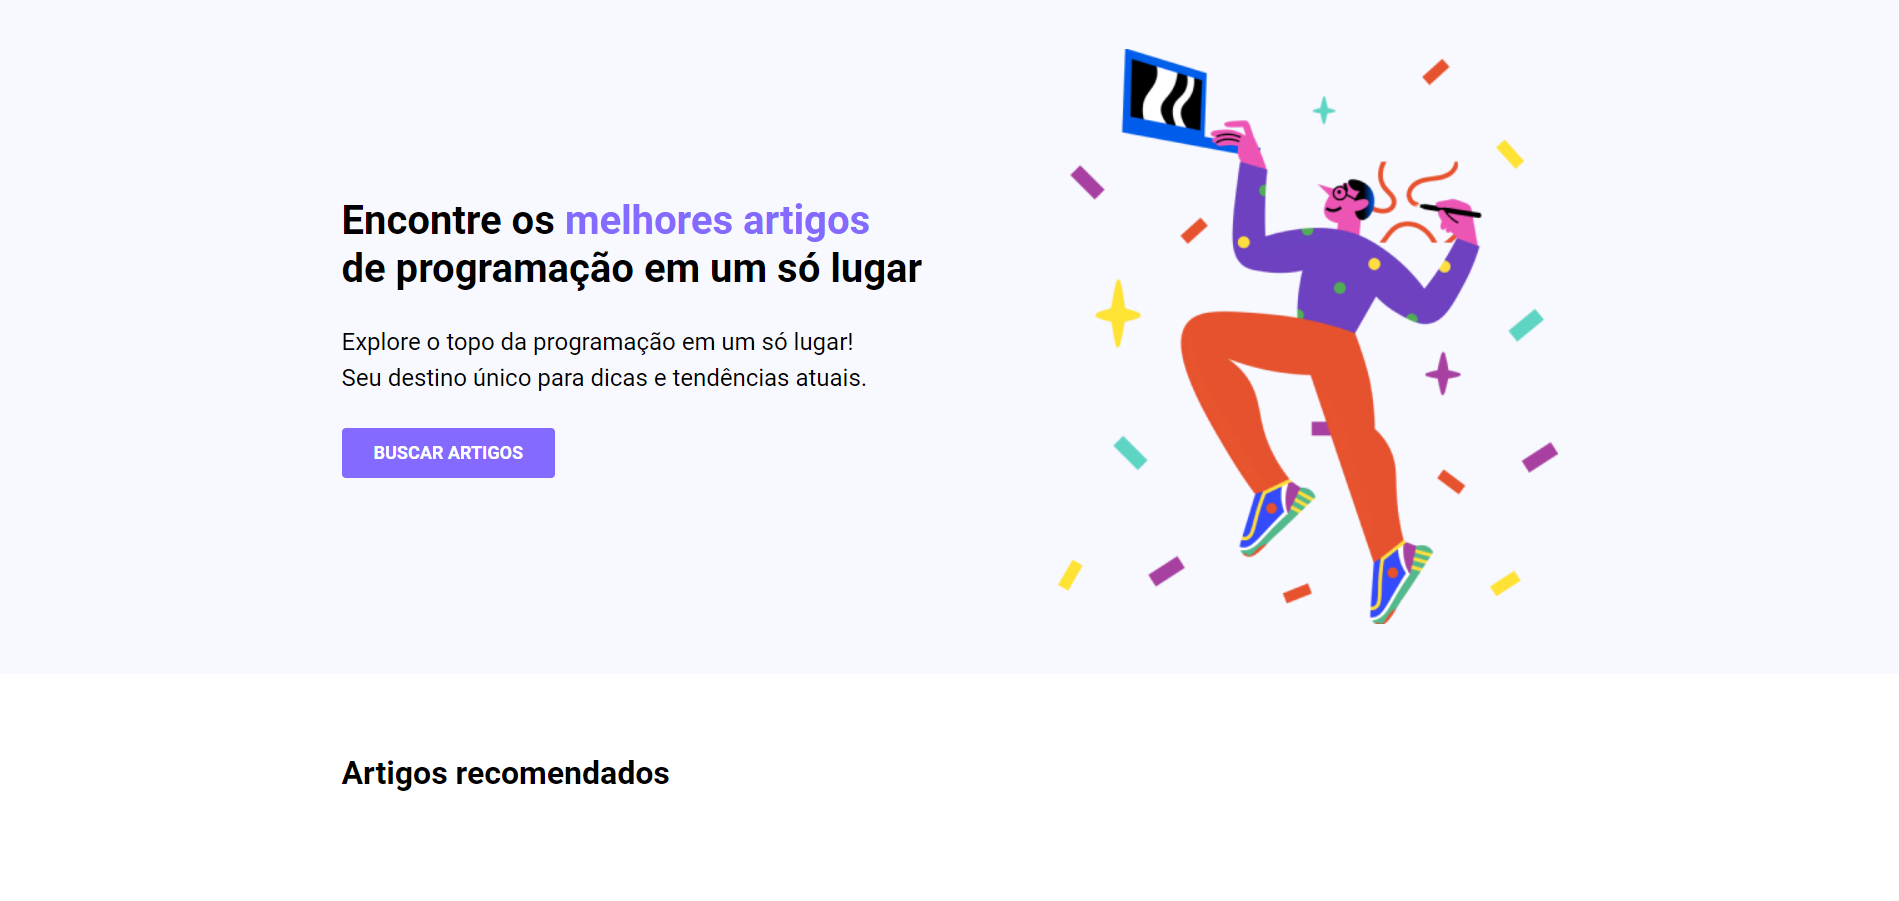 Encontre os melhores artigos
de programação em um só lugar
Explore o topo da programação em um só lugar!
Seu destino único para dicas e tendências atuais.
BUSCAR ARTIGOS
Artigos recomendados